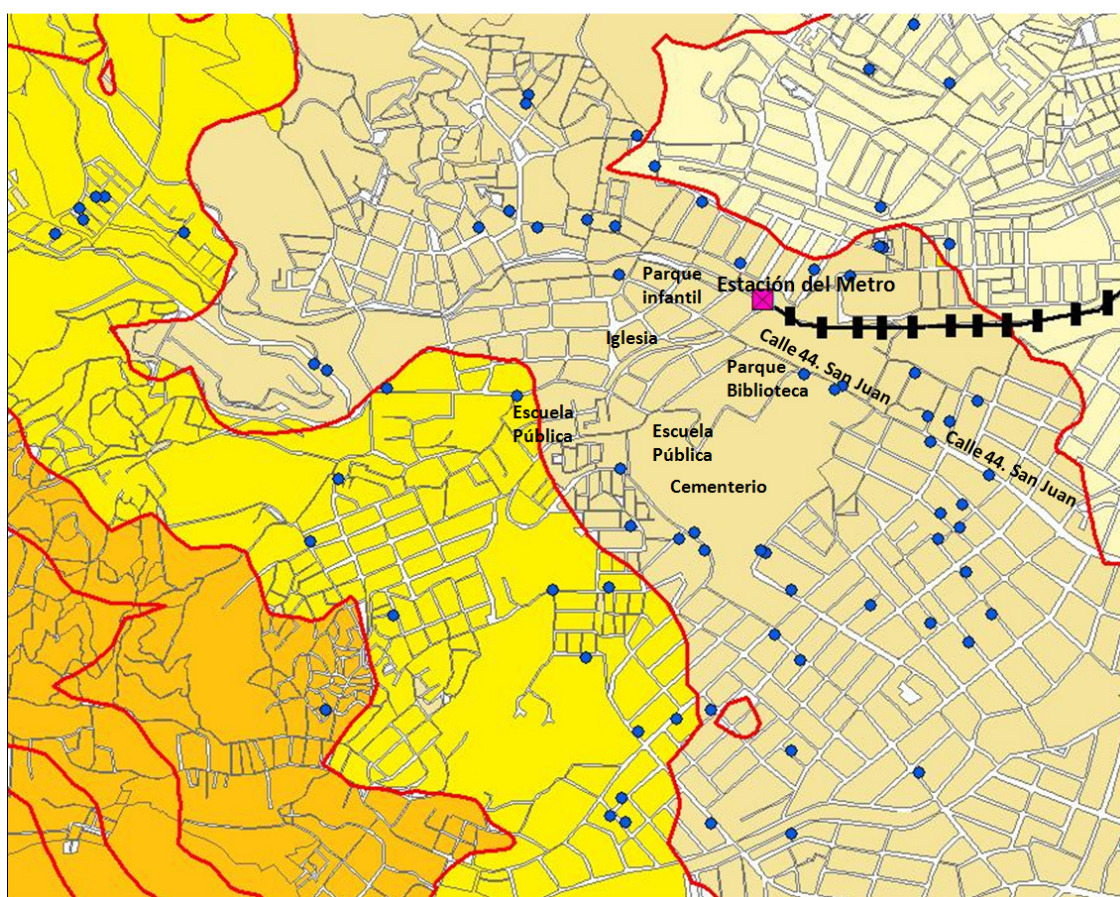 Parque
infantil
Estación del Metro
Iglesia
Calle 44. San Juan
Parque
Biblioteca
Escuela
Pública
Escuela
Pública
Calle 44. San Juan
Cementerio